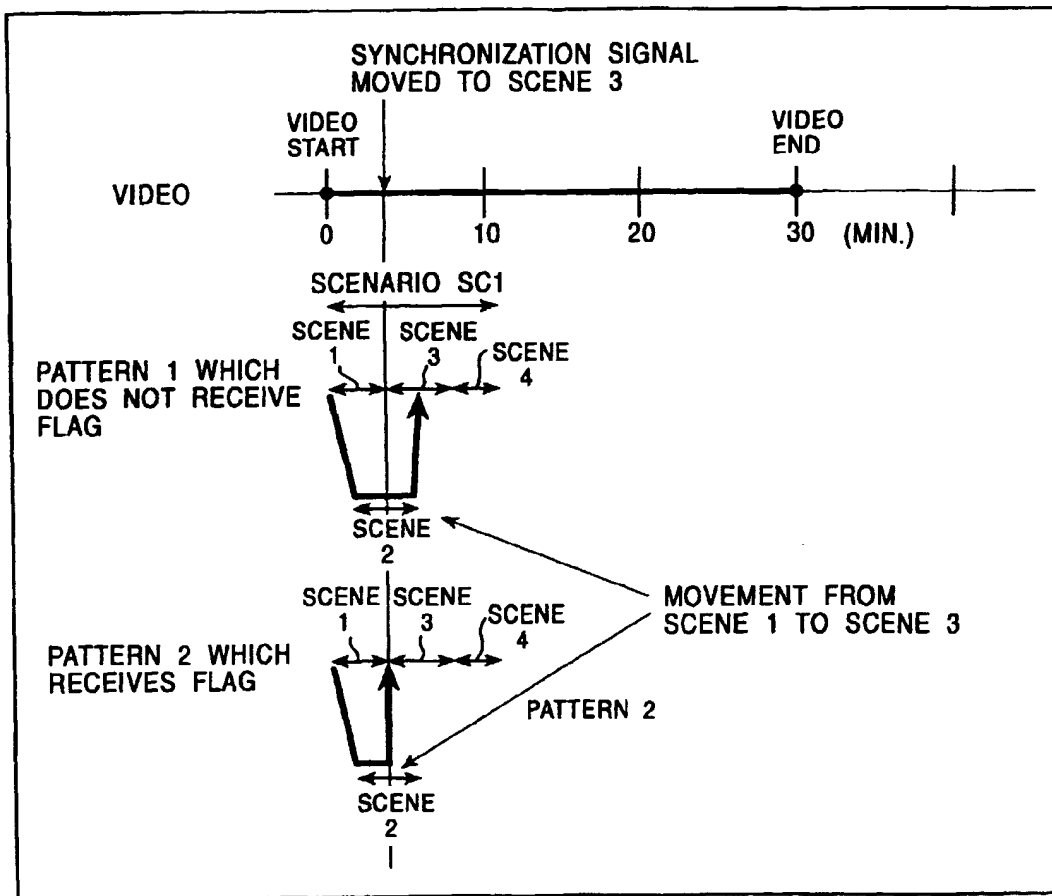 SYNCHRONIZATION SIGNAL
MOVED TO SCENE 3
VIDEO
START
VIDEO
END
VIDEO
0
10
20
30
(MIN.)
SCENARIO SC1
SCENE
1
SCENE
3
SCENE
4
PATTERN 1 WHICH
DOES NOT RECEIVE
FLAG
SCENE
2
MOVEMENT FROM
SCENE 1 TO SCENE 3
SCENE
1
SCENE
3
SCENE
4
PATTERN 2 WHICH
RECEIVES FLAG
PATTERN 2
SCENE
2